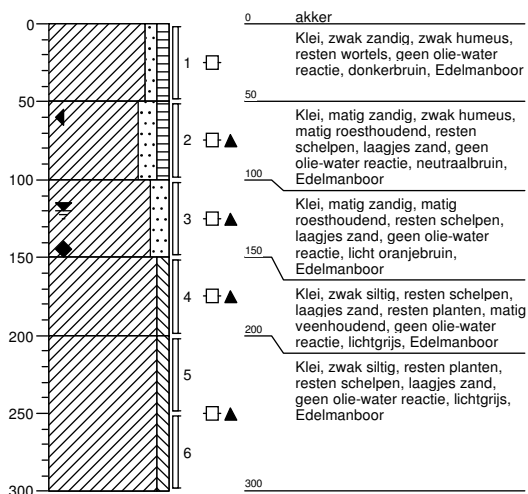 0
50
100
150
200
250
300
1
2
3
4
5
6
0 akker
Klei, zwak zandig, zwak humeus,
resten wortels, geen olie-water
reactie, donkerbruin, Edelmanboor
50
Klei, matig zandig, zwak humeus,
matig roesthoudend, resten
schelpen, laagjes zand, geen
olie-water reactie, neutraalbruin,
Edelmanboor
100
Klei, matig zandig, matig
roesthoudend, resten schelpen,
laagjes zand, geen olie-water
reactie, licht oranjebruin,
Edelmanboor
150
Klei, zwak siltig, resten schelpen,
laagjes zand, resten planten, matig
veenhoudend, geen olie-water
reactie, lichtgrijs, Edelmanboor
200
Klei, zwak siltig, resten planten,
resten schelpen, laagjes zand,
geen olie-water reactie, lichtgrijs,
Edelmanboor
300